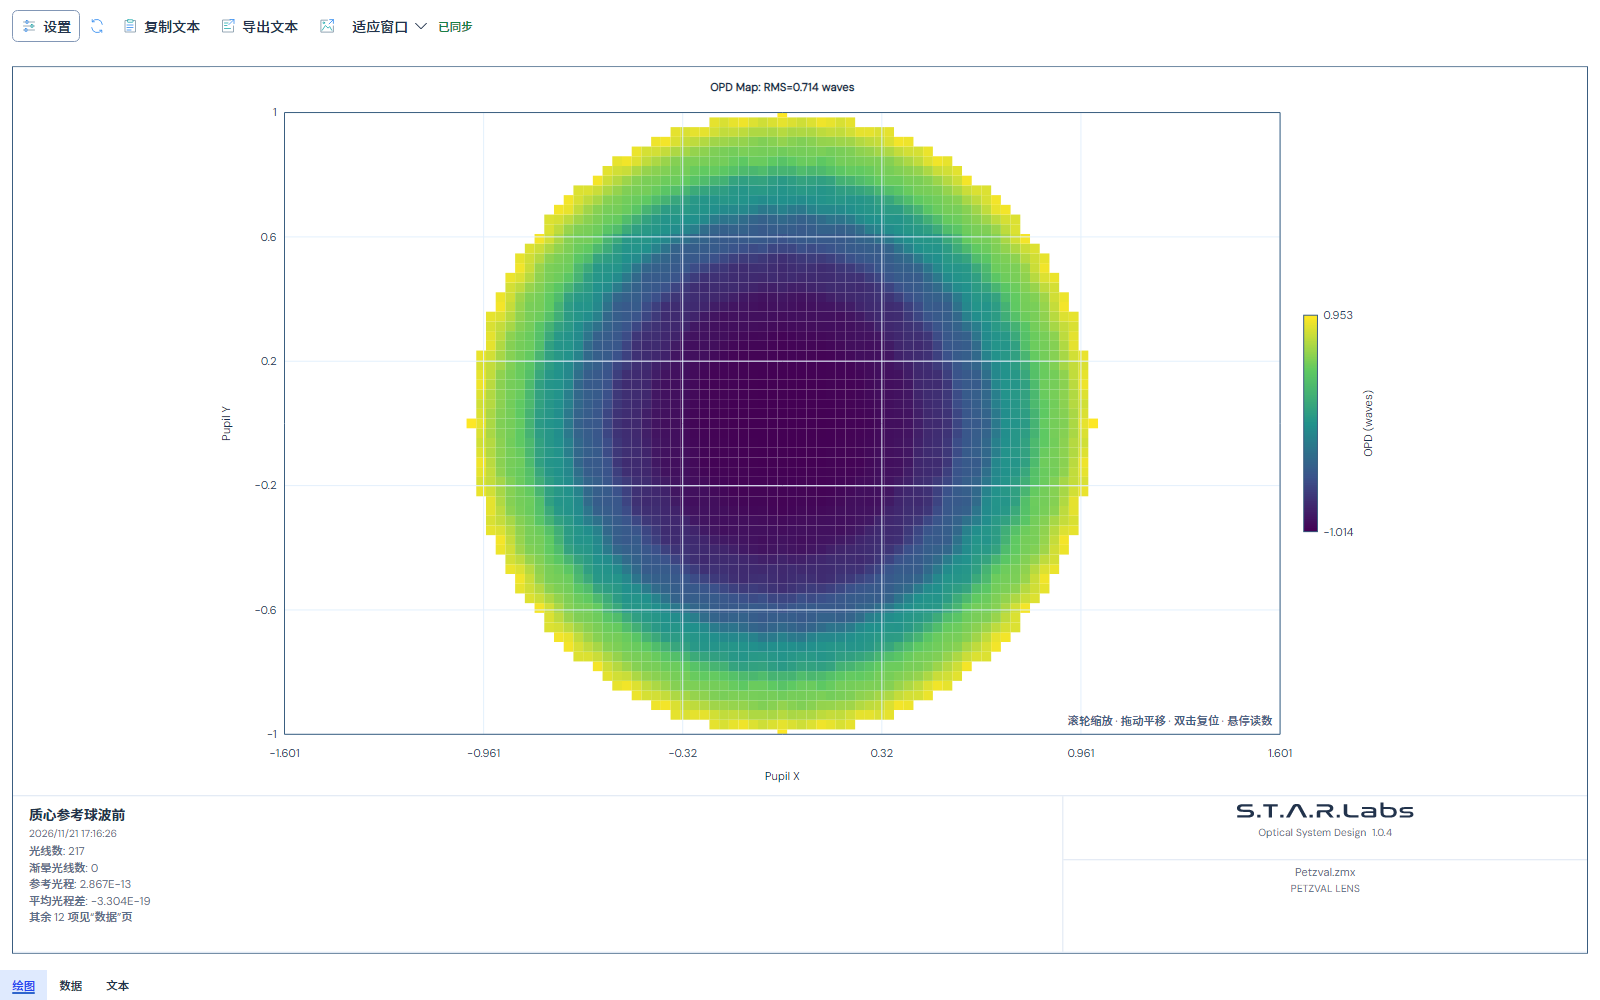 设置 复制文本 导出文本 适应窗口 已同步
OPD Map: RMS=0.714 waves
1
0.6
0.2
-0.2
-0.6
-1
Pupil Y
-1.601 -0.961 -0.32 0.32 0.961 1.601
Pupil X
滚轮缩放 · 拖动平移 · 双击复位 · 悬停读数
0.953
-1.014
OPD (waves)
质心参考球波前
2026/11/21 17:16:26
光线数: 217
渐晕光线数: 0
参考光程: 2.867E-13
平均光程差: -3.304E-19
其余 12 项见“数据”页
S.T.A.R.Labs
Optical System Design 1.0.4
Petzval.zmx
PETZVAL LENS
绘图 数据 文本